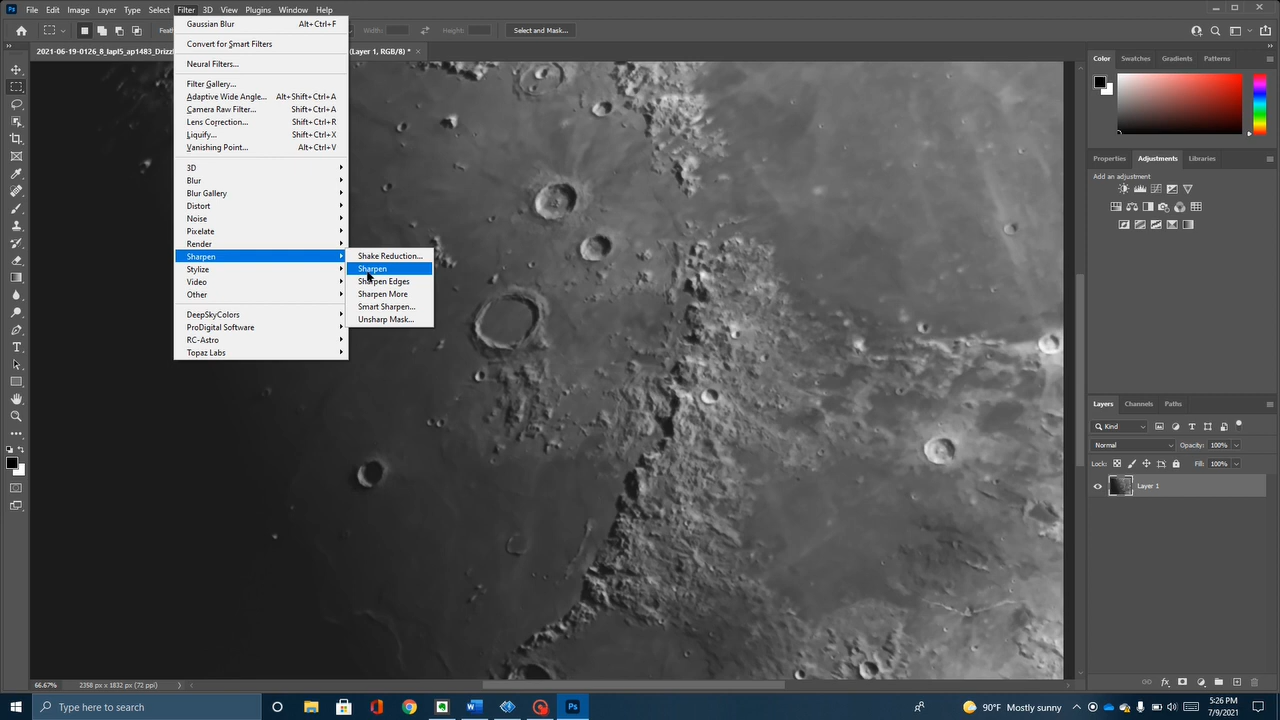 File Edit Image Layer Type Select Filter 3D View Plugins Window Help
Width: Height: Select and Mask...
2021-06-19-0126_8_lapl5_ap1483_Drizzl (Layer 1, RGB/8) *
Gaussian Blur Alt+Ctrl+F
Convert for Smart Filters
Neural Filters...
Filter Gallery...
Adaptive Wide Angle... Alt+Shift+Ctrl+A
Camera Raw Filter... Shift+Ctrl+A
Lens Correction... Shift+Ctrl+R
Liquify... Shift+Ctrl+X
Vanishing Point... Alt+Ctrl+V
3D
Blur
Blur Gallery
Distort
Noise
Pixelate
Render
Sharpen
Stylize
Video
Other
DeepSkyColors
ProDigital Software
RC-Astro
Topaz Labs
Shake Reduction...
Sharpen
Sharpen Edges
Sharpen More
Smart Sharpen...
Unsharp Mask...
Color Swatches Gradients Patterns
Properties Adjustments Libraries
Add an adjustment
Layers Channels Paths
Kind
Normal Opacity: 100%
Lock: Fill: 100%
Layer 1
66.67% 2358 px x 1832 px (72 ppi)
Type here to search
90°F Mostly sunny
5:26 PM
7/9/2021